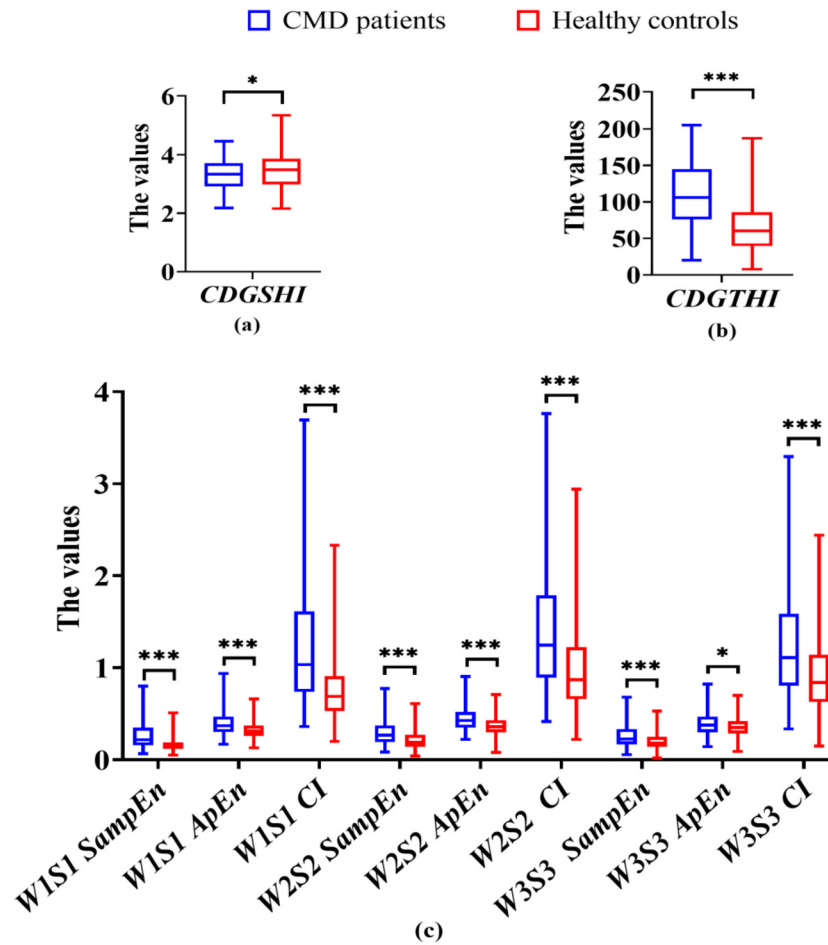 CMD patients Healthy controls
*
6
4
2
0
The values
CDGSHI
(a)
***
250
200
150
100
50
0
The values
CDGTHI
(b)
4
3
2
1
0
The values
*** *** *** *** *** *** *** * ***
W1S1 SampEn
W1S1 ApEn
W1S1 CI
W2S2 SampEn
W2S2 ApEn
W2S2 CI
W3S3 SampEn
W3S3 ApEn
W3S3 CI
(c)